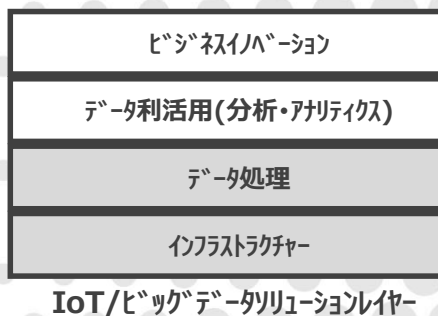 ﾋﾞｼﾞﾈｽｲﾉﾍﾞｰｼｮﾝ
ﾃﾞｰﾀ利活用(分析・ｱﾅﾘﾃｨｸｽ)
ﾃﾞｰﾀ処理
ｲﾝﾌﾗｽﾄﾗｸﾁｬｰ
IoT/ﾋﾞｯｸﾞﾃﾞｰﾀｿﾘｭｰｼｮﾝﾚｲﾔｰ